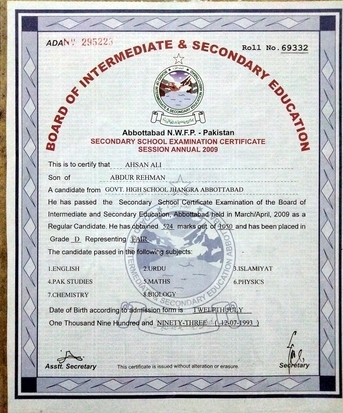 ADA No 295225
Roll No. 69332
BOARD OF INTERMEDIATE & SECONDARY EDUCATION
Abbottabad N.W.F.P - Pakistan
SECONDARY SCHOOL EXAMINATION CERTIFICATE
SESSION ANNUAL 2009
This is to certify that AHSAN ALI
Son of ABDUR REHMAN
A candidate from GOVT. HIGH SCHOOL JHANGRA ABBOTTABAD
He has passed the Secondary School Certificate Examination of the Board of
Intermediate and Secondary Education, Abbottabad held in March/April, 2009 as a
Regular Candidate. He has obtained 524 marks out of 1050 and has been placed in
Grade D Representing FAIR
The candidate passed in the following subjects:
1.ENGLISH 2.URDU 3.ISLAMIYAT
4.PAK STUDIES 5.MATHS 6.PHYSICS
7.CHEMISTRY 8.BIOLOGY
Date of Birth according to admission form is TWELFTH JULY
One Thousand Nine Hundred and NINETY-THREE (12-07-1993)
Asstt. Secretary
This certificate is issued without alteration or erasure
Secretary